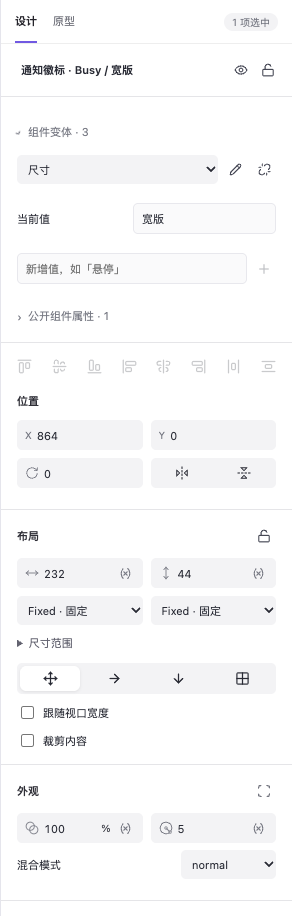 设计 原型 1 项选中
通知徽标 · Busy / 宽版
组件变体 · 3
尺寸
当前值 宽版
新增值，如「悬停」
公开组件属性 · 1
位置
X 864 Y 0
0
布局
232 (x) 44 (x)
Fixed · 固定 Fixed · 固定
尺寸范围
跟随视口宽度
裁剪内容
外观
100 % (x) 5 (x)
混合模式 normal